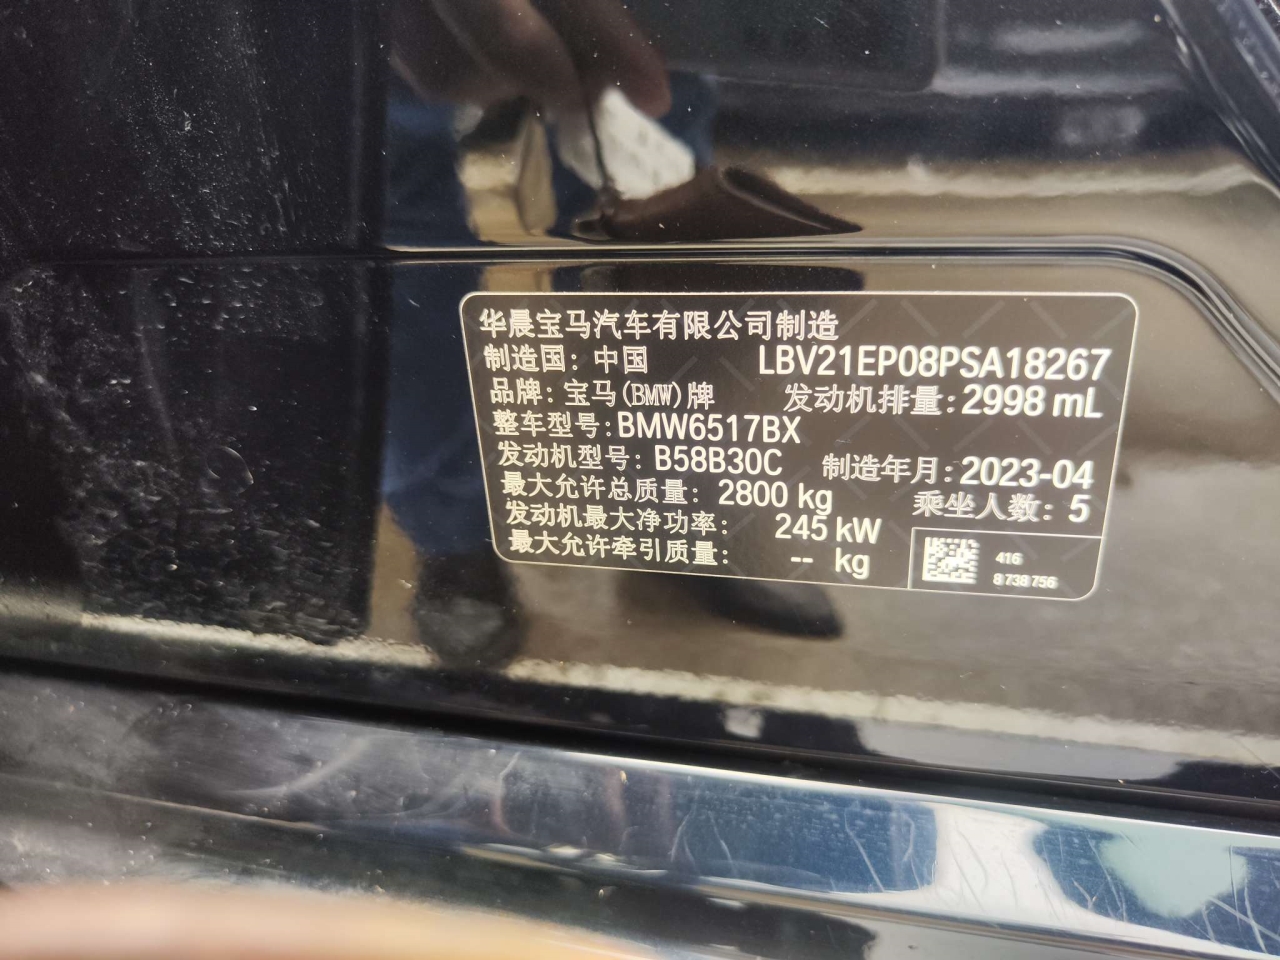 华晨宝马汽车有限公司制造
制造国: 中国 LBV21EP08PSA18267
品牌: 宝马(BMW)牌 发动机排量: 2998 mL
整车型号: BMW6517BX
发动机型号: B58B30C 制造年月: 2023-04
最大允许总质量: 2800 kg 乘坐人数: 5
发动机最大净功率: 245 kW
最大允许牵引质量: -- kg
416
8 738 756